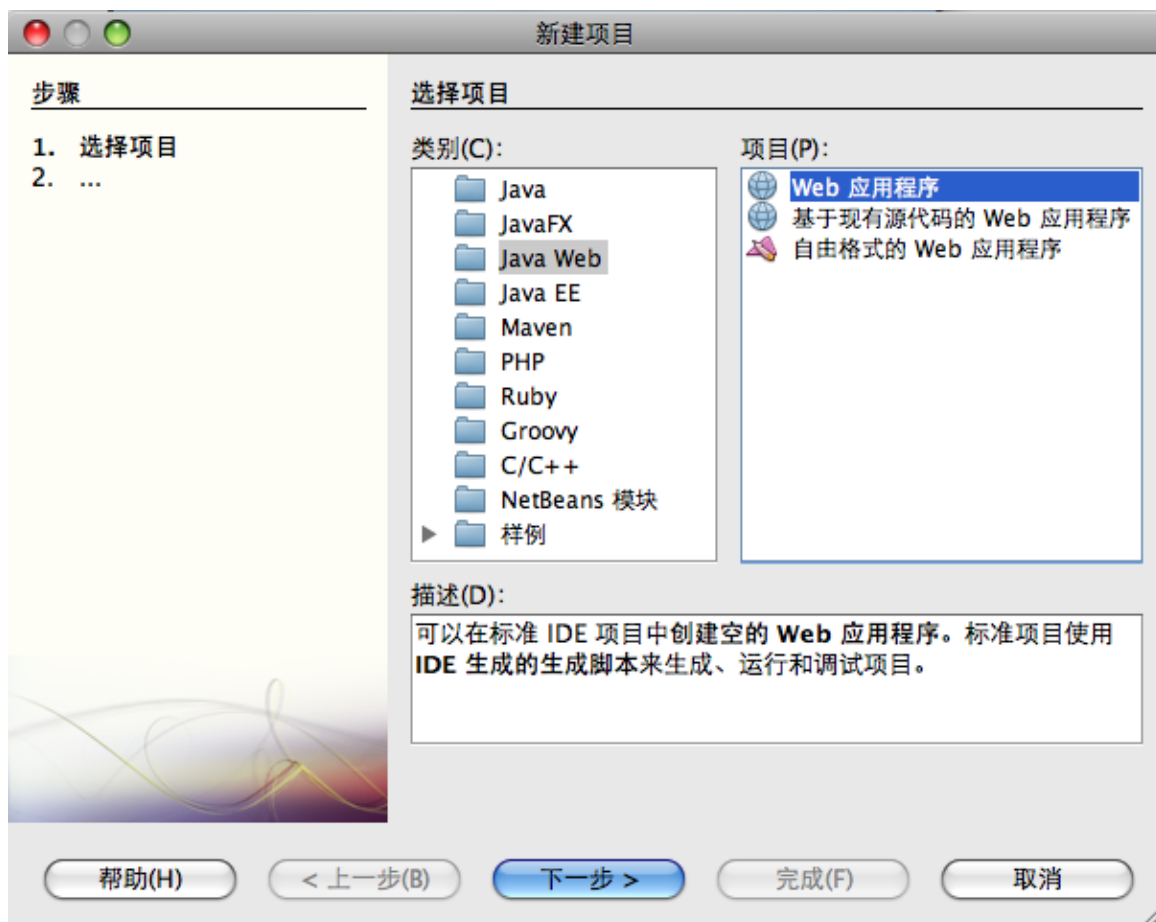 新建项目
步骤
1. 选择项目
2. ...
选择项目
类别(C):
Java
JavaFX
Java Web
Java EE
Maven
PHP
Ruby
Groovy
C/C++
NetBeans 模块
样例
项目(P):
Web 应用程序
基于现有源代码的 Web 应用程序
自由格式的 Web 应用程序
描述(D):
可以在标准 IDE 项目中创建空的 Web 应用程序。标准项目使用
IDE 生成的生成脚本来生成、运行和调试项目。
帮助(H)
< 上一步(B)
下一步 >
完成(F)
取消